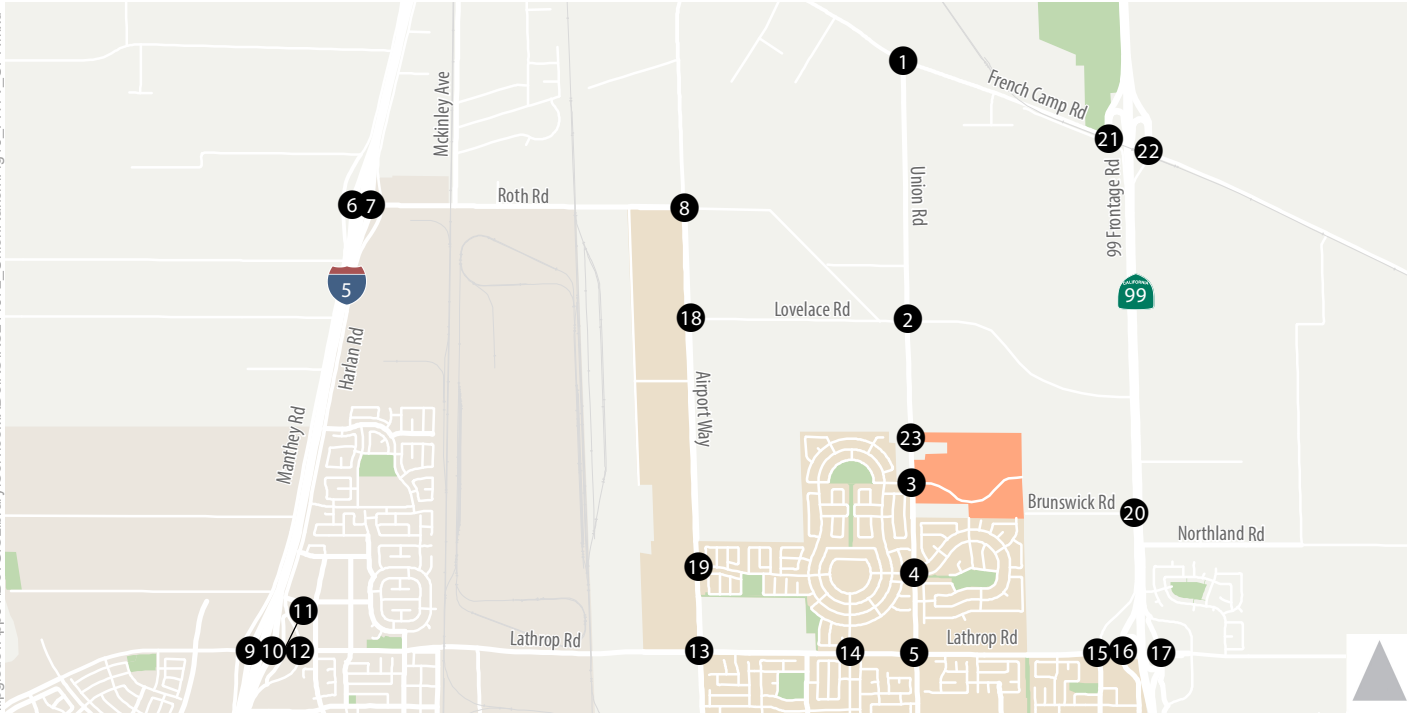 1
French Camp Rd
Mckinley Ave
21
22
Union Rd
99 Frontage Rd
6
7
Roth Rd
8
5
CALIFORNIA
99
18
Lovelace Rd
2
Harlan Rd
Airport Way
Manthey Rd
23
3
Brunswick Rd
20
Northland Rd
19
4
11
9
10
12
Lathrop Rd
13
14
5
Lathrop Rd
15
16
17